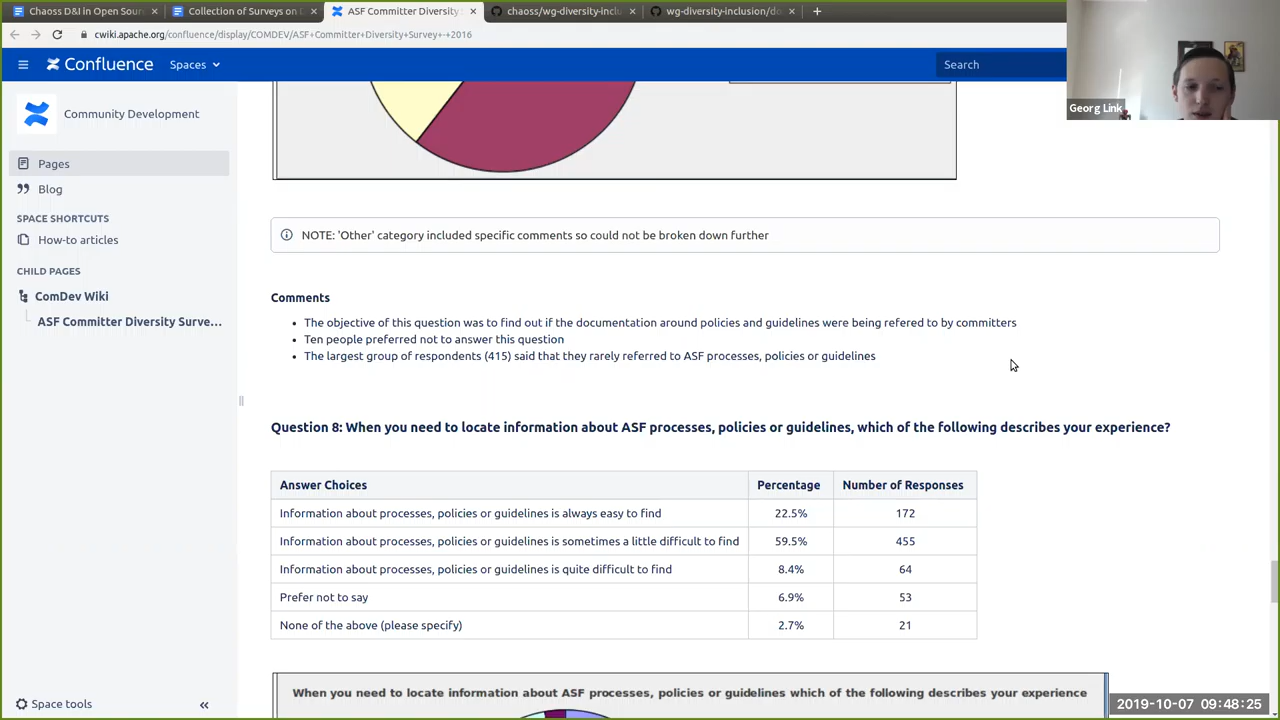 Chaoss D&I in Open Sour
Collection of Surveys on D
ASF Committer Diversity S
chaoss/wg-diversity-inclu
wg-diversity-inclusion/do
cwiki.apache.org/confluence/display/COMDEV/ASF+Committer+Diversity+Survey+-+2016
Confluence
Spaces
Search
Georg Link
Community Development
Pages
Blog
SPACE SHORTCUTS
How-to articles
CHILD PAGES
ComDev Wiki
ASF Committer Diversity Surve...
NOTE: 'Other' category included specific comments so could not be broken down further
Comments
• The objective of this question was to find out if the documentation around policies and guidelines were being refered to by committers
• Ten people preferred not to answer this question
• The largest group of respondents (415) said that they rarely referred to ASF processes, policies or guidelines
Question 8: When you need to locate information about ASF processes, policies or guidelines, which of the following describes your experience?
Answer Choices Percentage Number of Responses
Information about processes, policies or guidelines is always easy to find 22.5% 172
Information about processes, policies or guidelines is sometimes a little difficult to find 59.5% 455
Information about processes, policies or guidelines is quite difficult to find 8.4% 64
Prefer not to say 6.9% 53
None of the above (please specify) 2.7% 21
When you need to locate information about ASF processes, policies or guidelines which of the following describes your experience
Space tools
2019-10-07 09:48:25